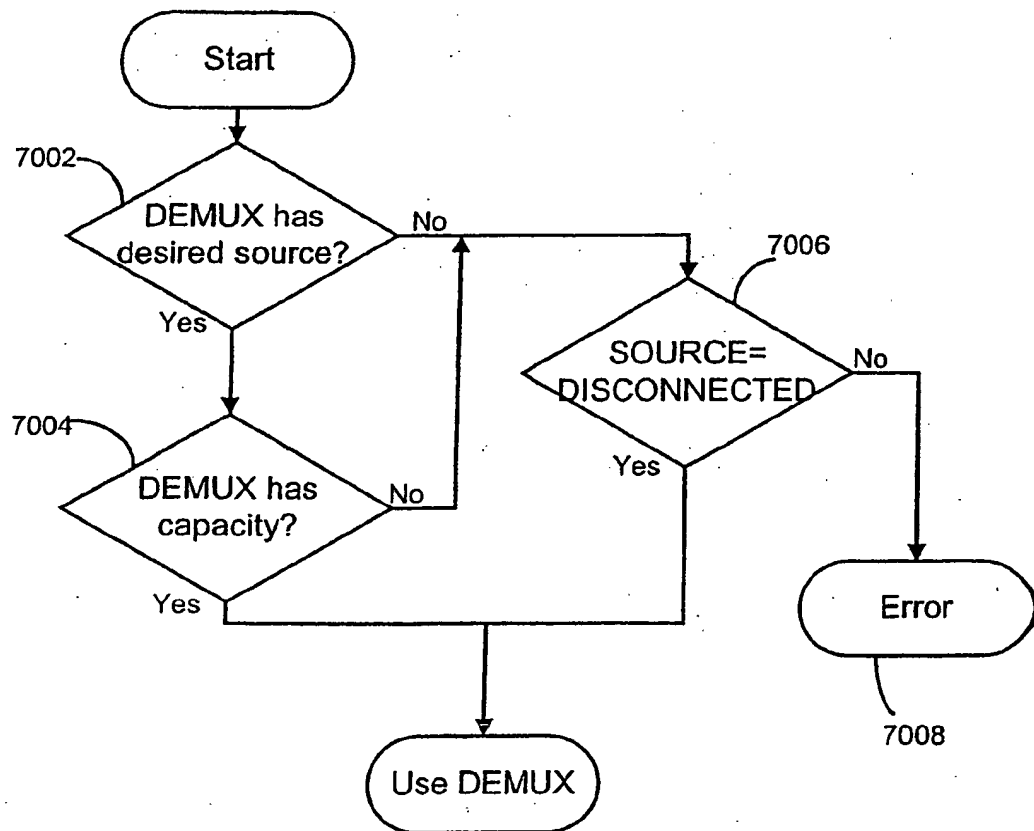 Start
7002
DEMUX has
desired source?
No
7006
Yes
SOURCE=
DISCONNECTED
No
7004
DEMUX has
capacity?
No
Yes
Yes
Error
7008
Use DEMUX